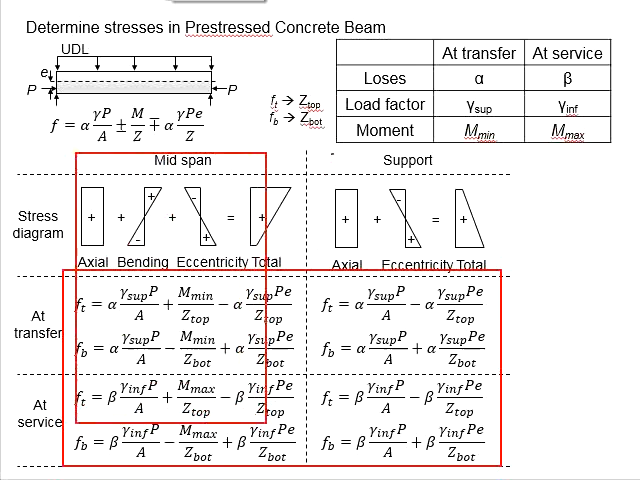 Determine stresses in Prestressed Concrete Beam
UDL
e
P
P
f = α γP/A ± M/Z ∓ α γPe/Z
f_t → Z_top
f_b → Z_bot
At transfer At service
Loses α β
Load factor γ_sup γ_inf
Moment M_min M_max
Mid span Support
Stress diagram
+ + - + + - + = +
+ + - + = +
Axial Bending Eccentricity Total
Axial Eccentricity Total
At transfer
f_t = α γ_sup P/A + M_min/Z_top − α γ_sup Pe/Z_top
f_t = α γ_sup P/A − α γ_sup Pe/Z_top
f_b = α γ_sup P/A − M_min/Z_bot + α γ_sup Pe/Z_bot
f_b = α γ_sup P/A + α γ_sup Pe/Z_bot
At service
f_t = β γ_inf P/A + M_max/Z_top − β γ_inf Pe/Z_top
f_t = β γ_inf P/A − β γ_inf Pe/Z_top
f_b = β γ_inf P/A − M_max/Z_bot + β γ_inf Pe/Z_bot
f_b = β γ_inf P/A + β γ_inf Pe/Z_bot